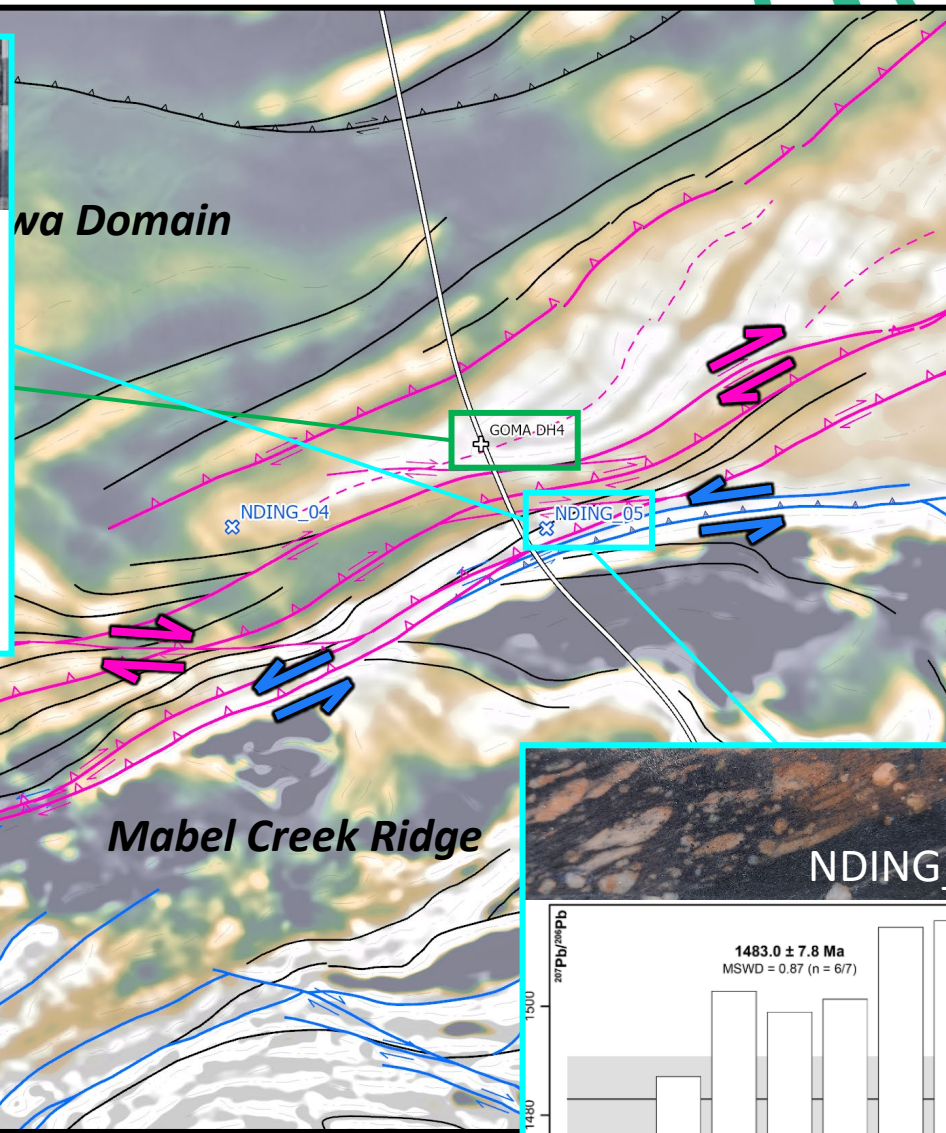 wa Domain
GOMA DH4
NDING_04
NDING_05
Mabel Creek Ridge
NDING_
207Pb/206Pb
1483.0 ± 7.8 Ma
MSWD = 0.87 (n = 6/7)
1500
1480